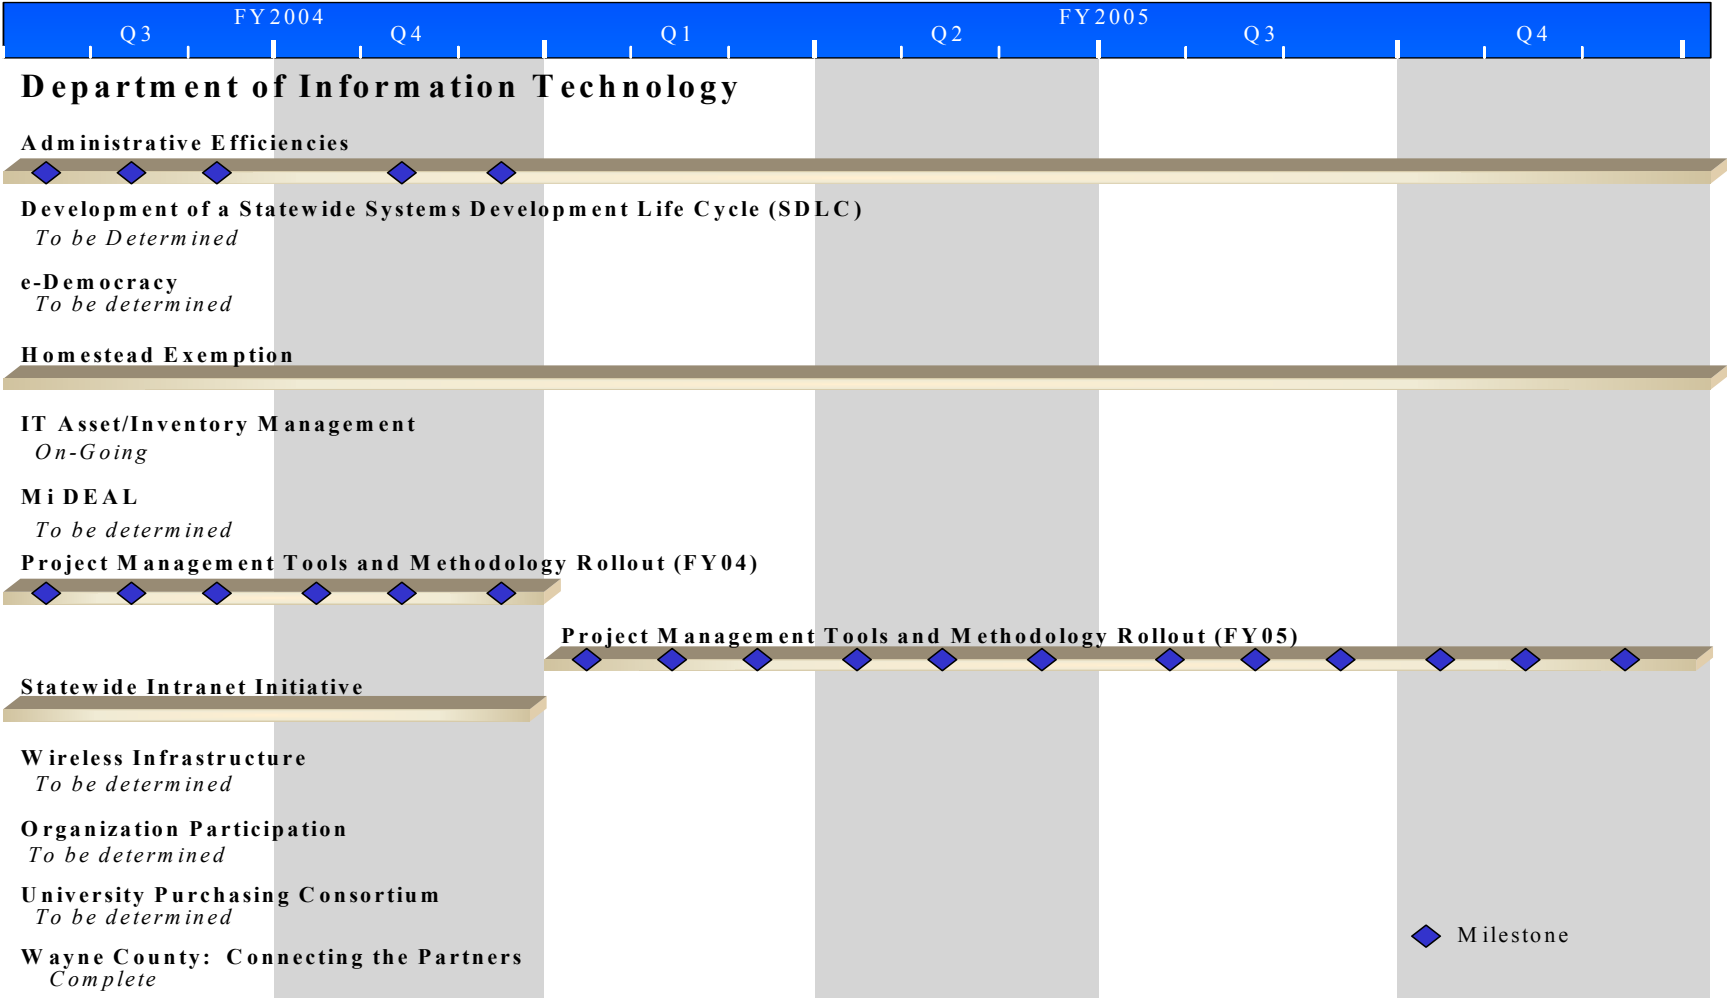 FY2004 FY2005
Q3 Q4 Q1 Q2 Q3 Q4
Department of Information Technology
Administrative Efficiencies
Development of a Statewide Systems Development Life Cycle (SDLC)
To be Determined
e-Democracy
To be determined
Homestead Exemption
IT Asset/Inventory Management
On-Going
Mi DEAL
To be determined
Project Management Tools and Methodology Rollout (FY04)
Project Management Tools and Methodology Rollout (FY05)
Statewide Intranet Initiative
Wireless Infrastructure
To be determined
Organization Participation
To be determined
University Purchasing Consortium
To be determined
Milestone
Wayne County: Connecting the Partners
Complete